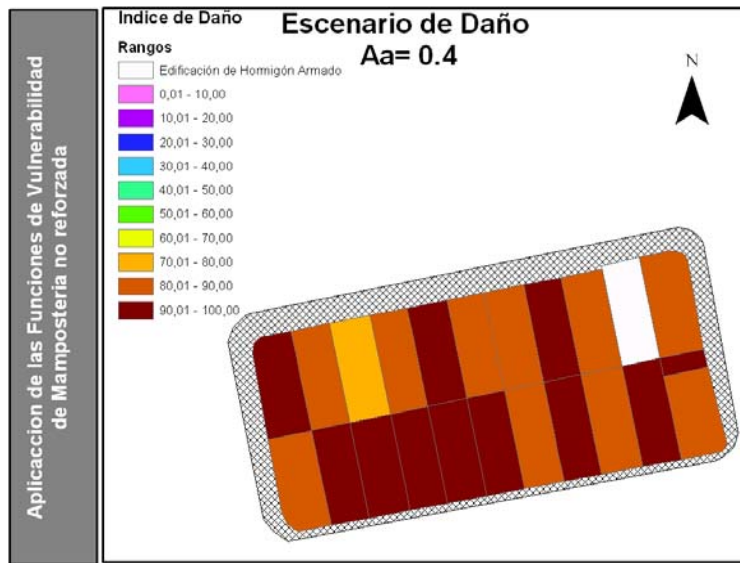 Aplicaccion de las Funciones de Vulnerabilidad
de Mamposteria no reforzada
Indice de Daño
Escenario de Daño
Aa= 0.4
Rangos
Edificación de Hormigón Armado
0,01 - 10,00
10,01 - 20,00
20,01 - 30,00
30,01 - 40,00
40,01 - 50,00
50,01 - 60,00
60,01 - 70,00
70,01 - 80,00
80,01 - 90,00
90,01 - 100,00
N